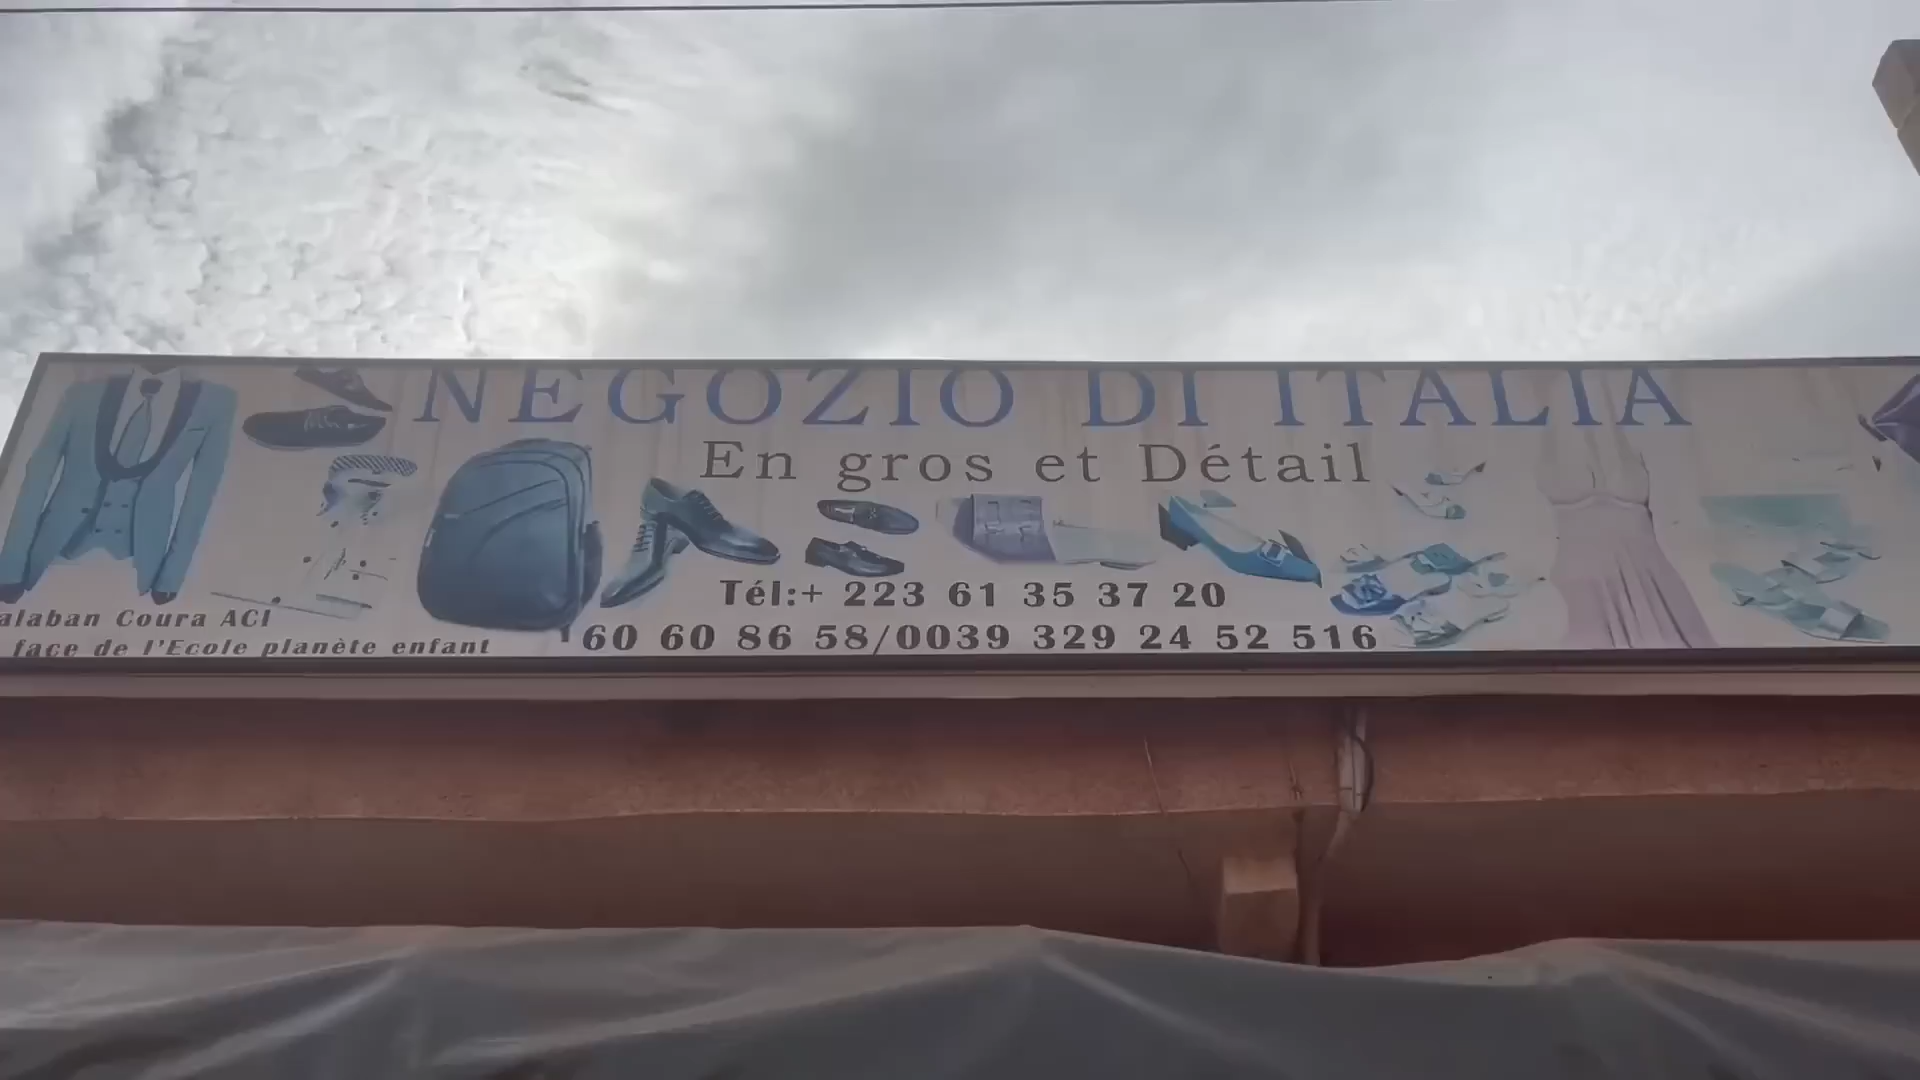 NEGOZIO DI ITALIA
En gros et Détail
Tél:+ 223 61 35 37 20
60 60 86 58/0039 329 24 52 516
alaban Coura ACI
face de l'Ecole planète enfant